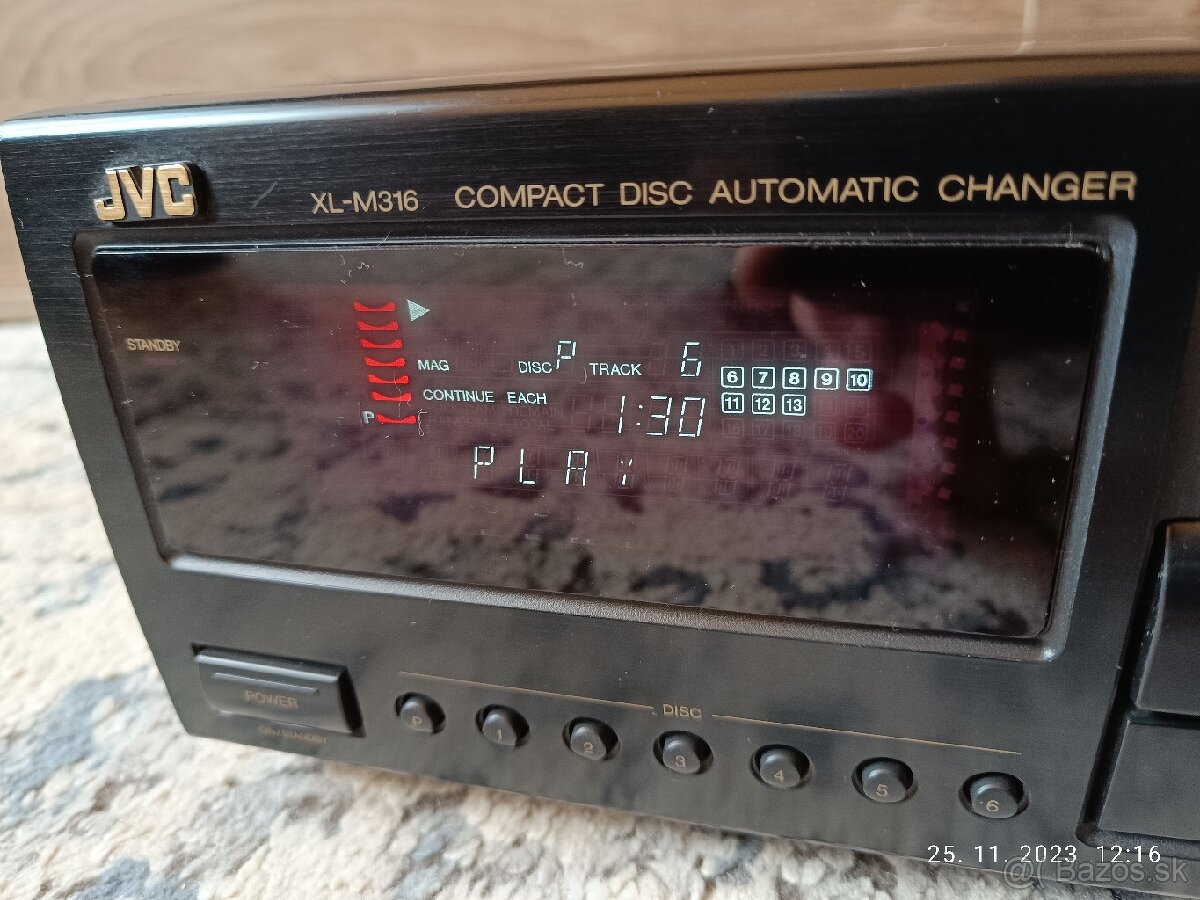 JVC
XL-M316 COMPACT DISC AUTOMATIC CHANGER
STANDBY
MAG DISC P TRACK 6
6 7 8 9 10
CONTINUE EACH 1:30
11 12 13
P
PLAY
POWER
ON/STANDBY
DISC
P 1 2 3 4 5 6
25. 11. 2023 12:16
@ Bazos.sk